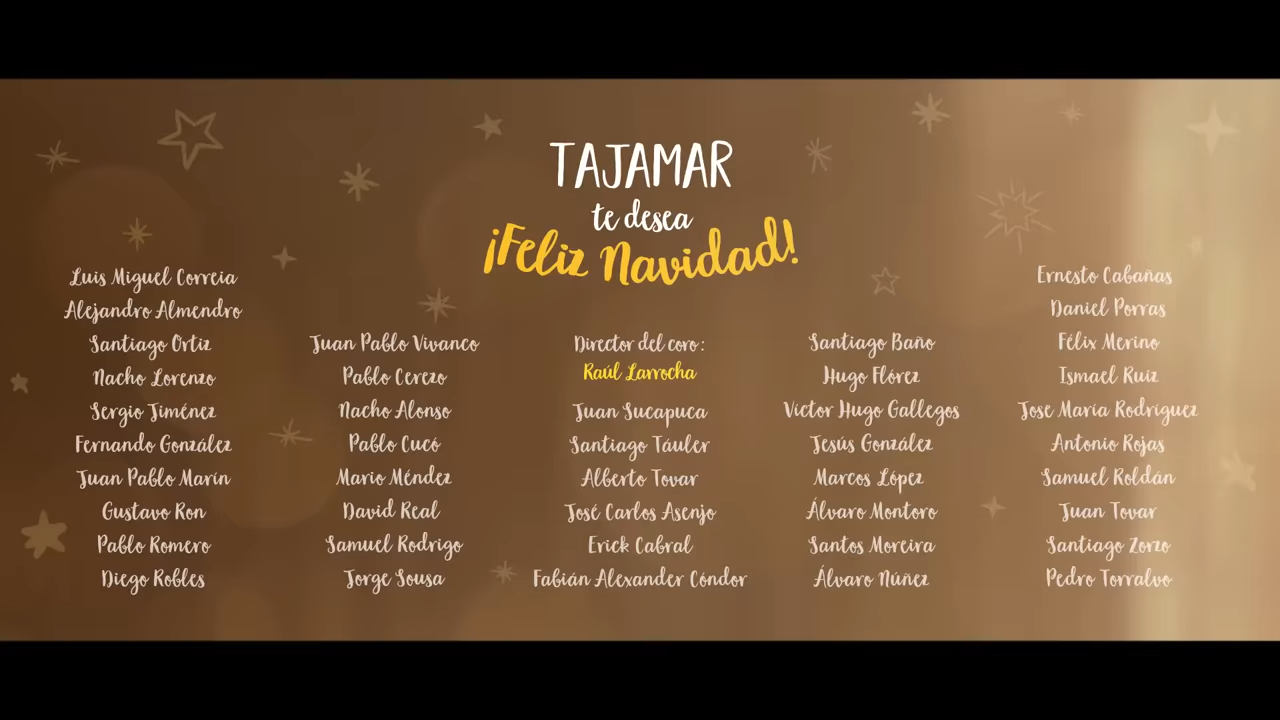 TAJAMAR
te desea
¡Feliz Navidad!
Luis Miguel Correia
Alejandro Almendro
Santiago Ortiz
Nacho Lorenzo
Sergio Jiménez
Fernando González
Juan Pablo Marín
Gustavo Ron
Pablo Romero
Diego Robles
Juan Pablo Vivanco
Pablo Cerezo
Nacho Alonso
Pablo Cucó
Mario Méndez
David Real
Samuel Rodrigo
Jorge Sousa
Director del coro:
Raúl Larrocha
Juan Sucapuca
Santiago Táuler
Alberto Tovar
José Carlos Asenjo
Erick Cabral
Fabián Alexander Cóndor
Santiago Baño
Hugo Flórez
Víctor Hugo Gallegos
Jesús González
Marcos López
Álvaro Montoro
Santos Moreira
Álvaro Núñez
Ernesto Cabañas
Daniel Porras
Félix Merino
Ismael Ruiz
José María Rodríguez
Antonio Rojas
Samuel Roldán
Juan Tovar
Santiago Zorzo
Pedro Torralvo